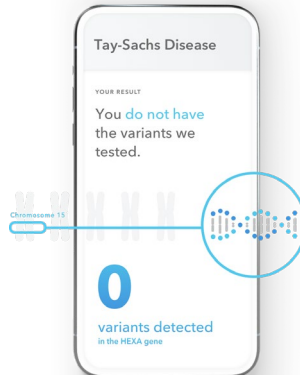 Tay-Sachs Disease
YOUR RESULT
You do not have
the variants we
tested.
Chromosome 15
0
variants detected
in the HEXA gene